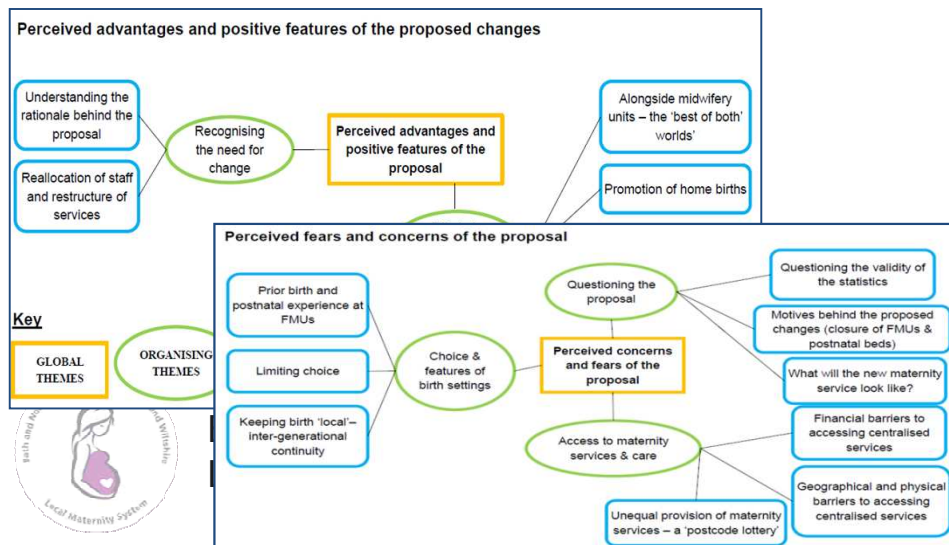 Perceived advantages and positive features of the proposed changes
Understanding the
rationale behind the
proposal
Reallocation of staff
and restructure of
services
Recognising
the need for
change
Perceived advantages and
positive features of the
proposal
Alongside midwifery
units – the ‘best of both’
worlds’
Promotion of home births
Key
GLOBAL
THEMES
ORGANISING
THEMES
Perceived fears and concerns of the proposal
Prior birth and
postnatal experience at
FMUs
Limiting choice
Keeping birth ‘local’–
inter-generational
continuity
Choice &
features of
birth settings
Questioning the
proposal
Perceived concerns
and fears of the
proposal
Access to maternity
services & care
Questioning the validity of
the statistics
Motives behind the proposed
changes (closure of FMUs &
postnatal beds)
What will the new maternity
service look like?
Financial barriers to
accessing centralised
services
Geographical and physical
barriers to accessing
centralised services
Unequal provision of maternity
services – a ‘postcode lottery’
and Wiltshire
Local Maternity System